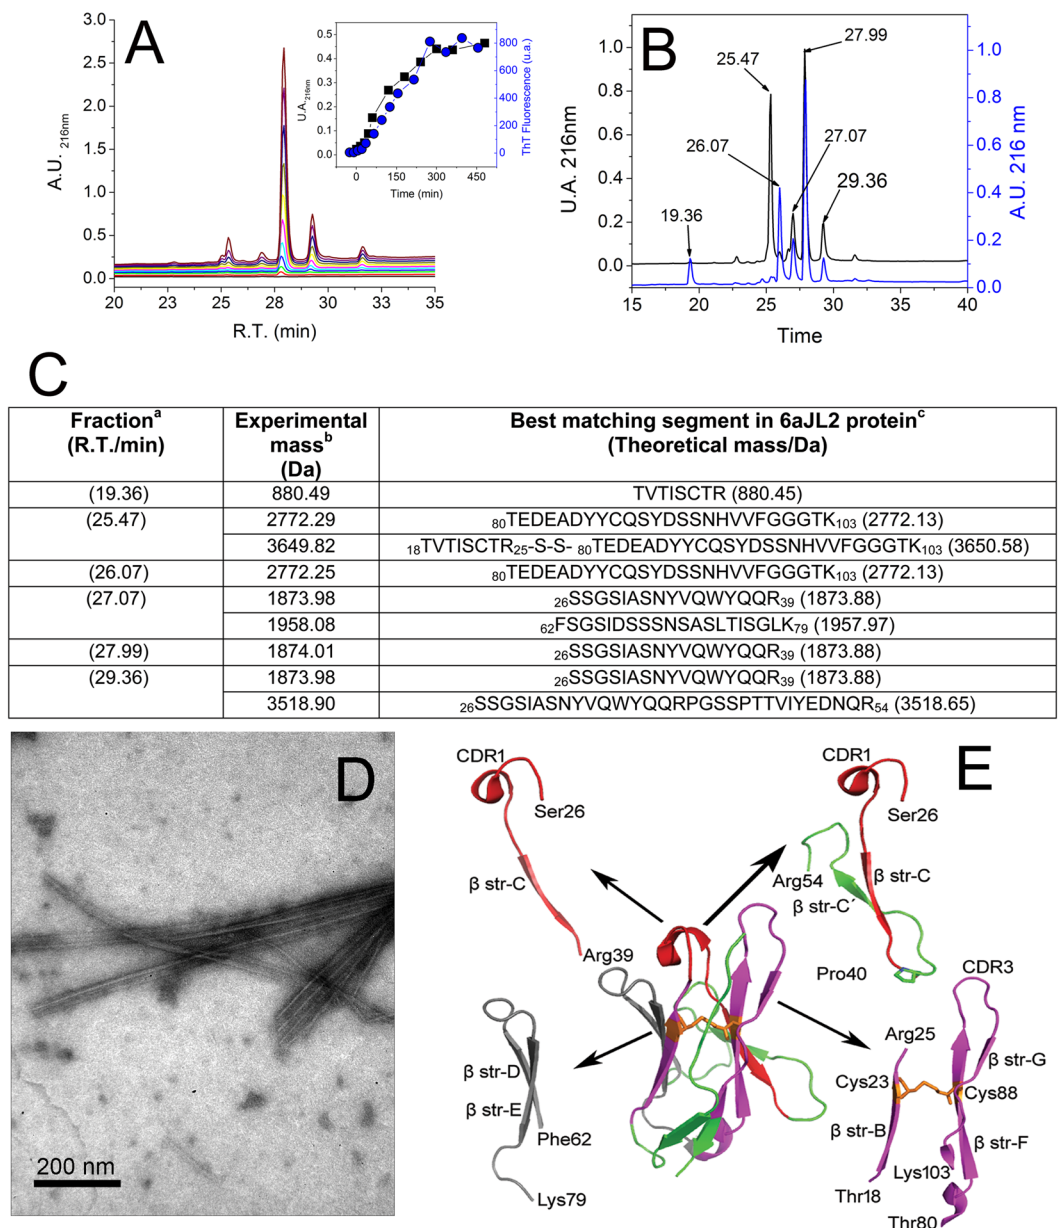 A
3.0
2.5
2.0
1.5
1.0
0.5
0.0
A.U. 216nm
20
23
25
28
30
33
35
R.T. (min)
0.5
0.4
0.3
0.2
0.1
0.0
U.A.216nm
0
150
300
450
Time (min)
800
600
400
200
0
ThT Fluorescence (u.a.)
B
1.0
0.8
0.6
0.4
0.2
0.0
U.A. 216nm
15
20
25
30
35
40
Time
1.0
0.8
0.6
0.4
0.2
0.0
A.U. 216 nm
25.47
27.99
26.07
27.07
19.36
29.36
C
Fractiona (R.T./min)
Experimental massb (Da)
Best matching segment in 6aJL2 proteinc (Theoretical mass/Da)
(19.36) 880.49 TVTISCTR (880.45)
(25.47) 2772.29 80TEDEADYYCQSYDSSNHVVFGGGTK103 (2772.13)
3649.82 18TVTISCTR25-S-S- 80TEDEADYYCQSYDSSNHVVFGGGTK103 (3650.58)
(26.07) 2772.25 80TEDEADYYCQSYDSSNHVVFGGGTK103 (2772.13)
(27.07) 1873.98 26SSGSIASNYVQWYQQR39 (1873.88)
1958.08 62FSGSIDSSSNSASLTISGLK79 (1957.97)
(27.99) 1874.01 26SSGSIASNYVQWYQQR39 (1873.88)
(29.36) 1873.98 26SSGSIASNYVQWYQQR39 (1873.88)
3518.90 26SSGSIASNYVQWYQQRPGSSPTTVIYEDNQR54 (3518.65)
D
200 nm
E
CDR1
Ser26
β str-C
Arg39
CDR1
Ser26
Arg54
β str-C
β str-C´
Pro40
β str-D
β str-E
Phe62
Lys79
CDR3
Arg25
β str-G
Cys23
Cys88
β str-B
β str-F
Lys103
Thr18
Thr80